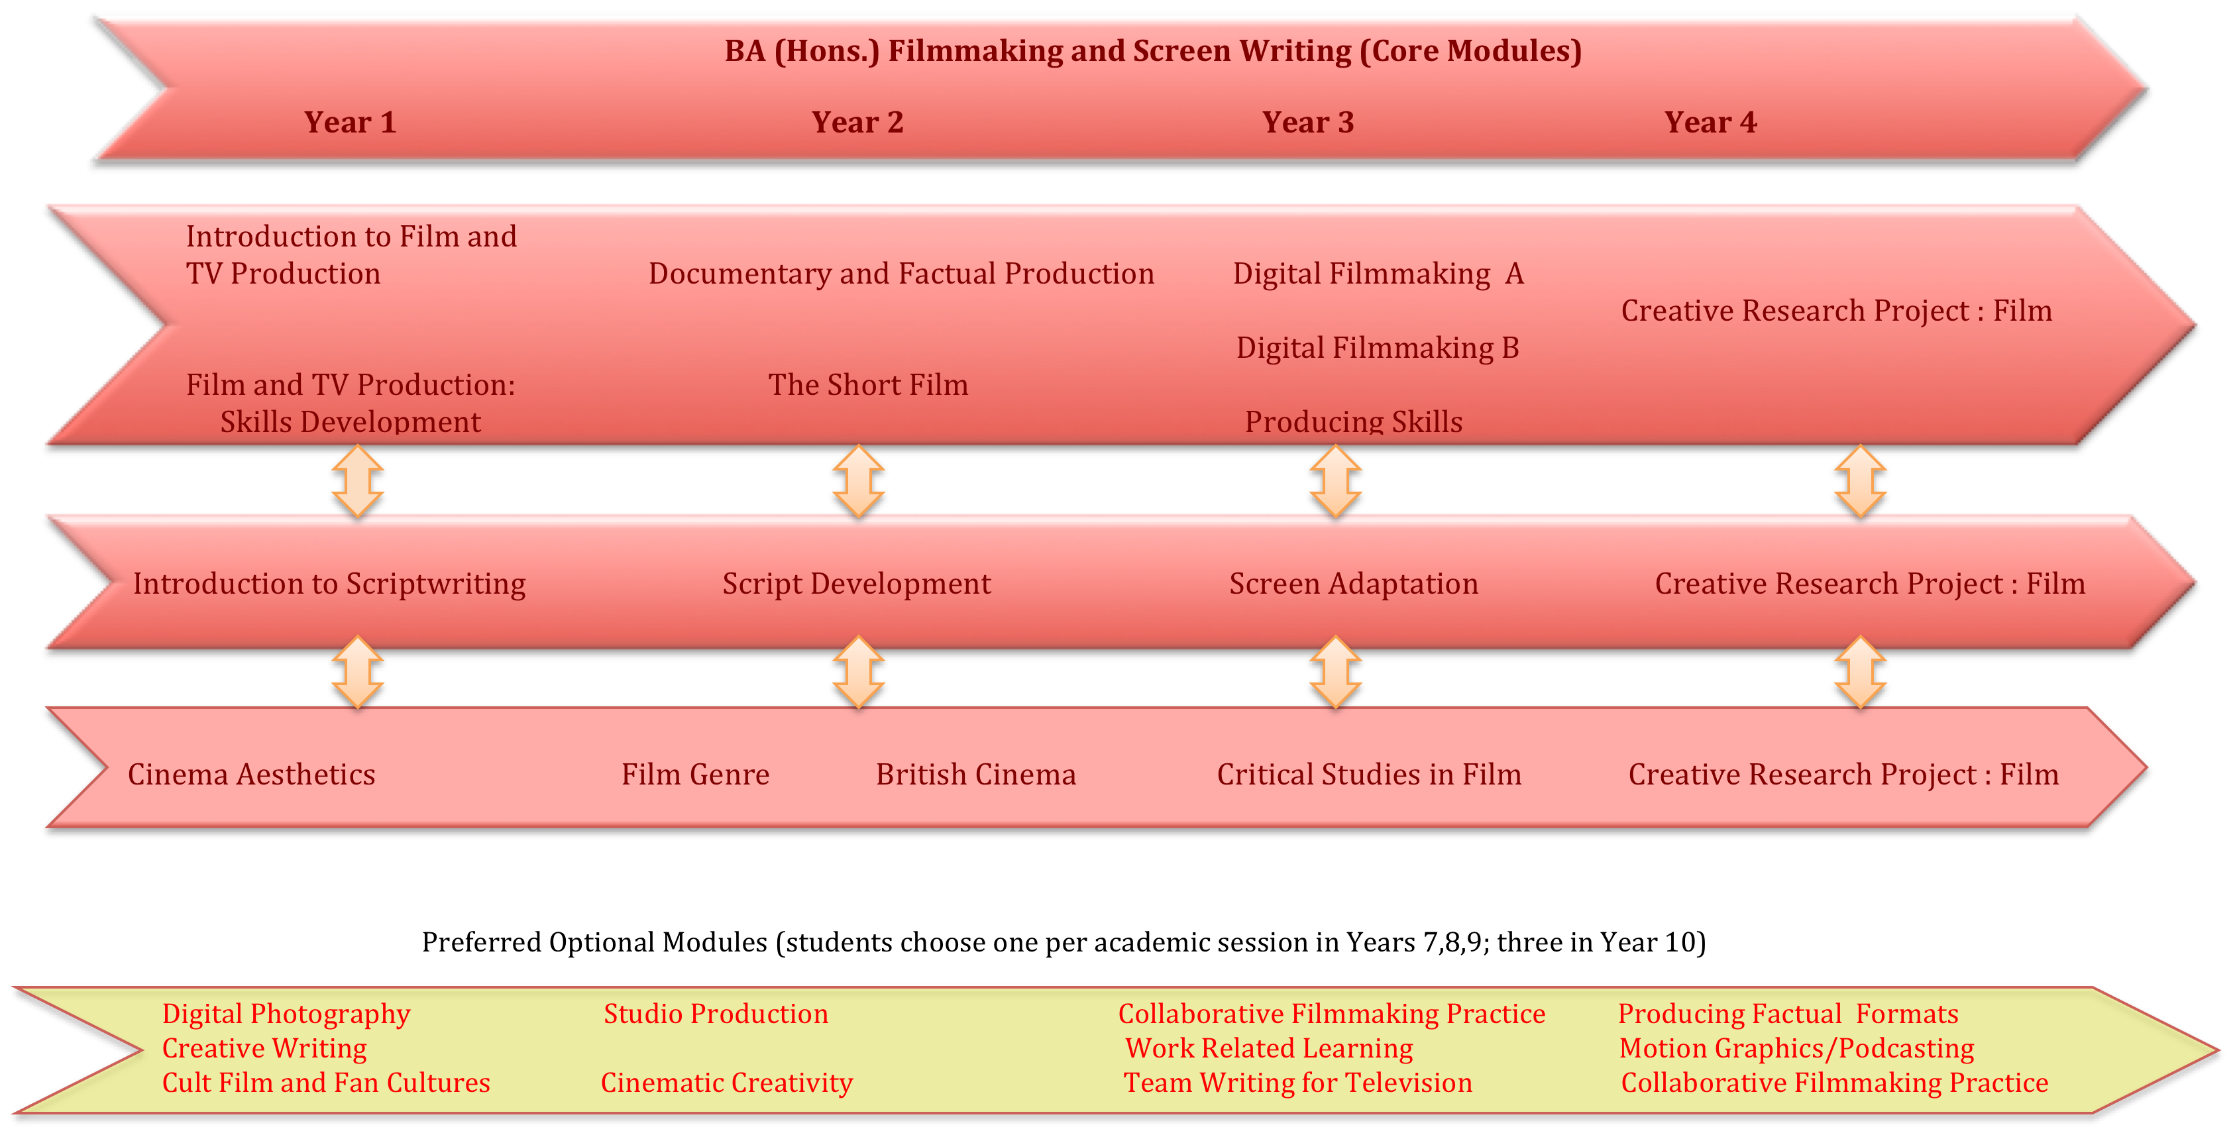 BA (Hons.) Filmmaking and Screen Writing (Core Modules)
Year 1 Year 2 Year 3 Year 4
Introduction to Film and
TV Production Documentary and Factual Production Digital Filmmaking A
Creative Research Project : Film
Digital Filmmaking B
Film and TV Production: The Short Film
Skills Development Producing Skills
Introduction to Scriptwriting Script Development Screen Adaptation Creative Research Project : Film
Cinema Aesthetics Film Genre British Cinema Critical Studies in Film Creative Research Project : Film
Preferred Optional Modules (students choose one per academic session in Years 7,8,9; three in Year 10)
Digital Photography Studio Production Collaborative Filmmaking Practice Producing Factual Formats
Creative Writing Work Related Learning Motion Graphics/Podcasting
Cult Film and Fan Cultures Cinematic Creativity Team Writing for Television Collaborative Filmmaking Practice